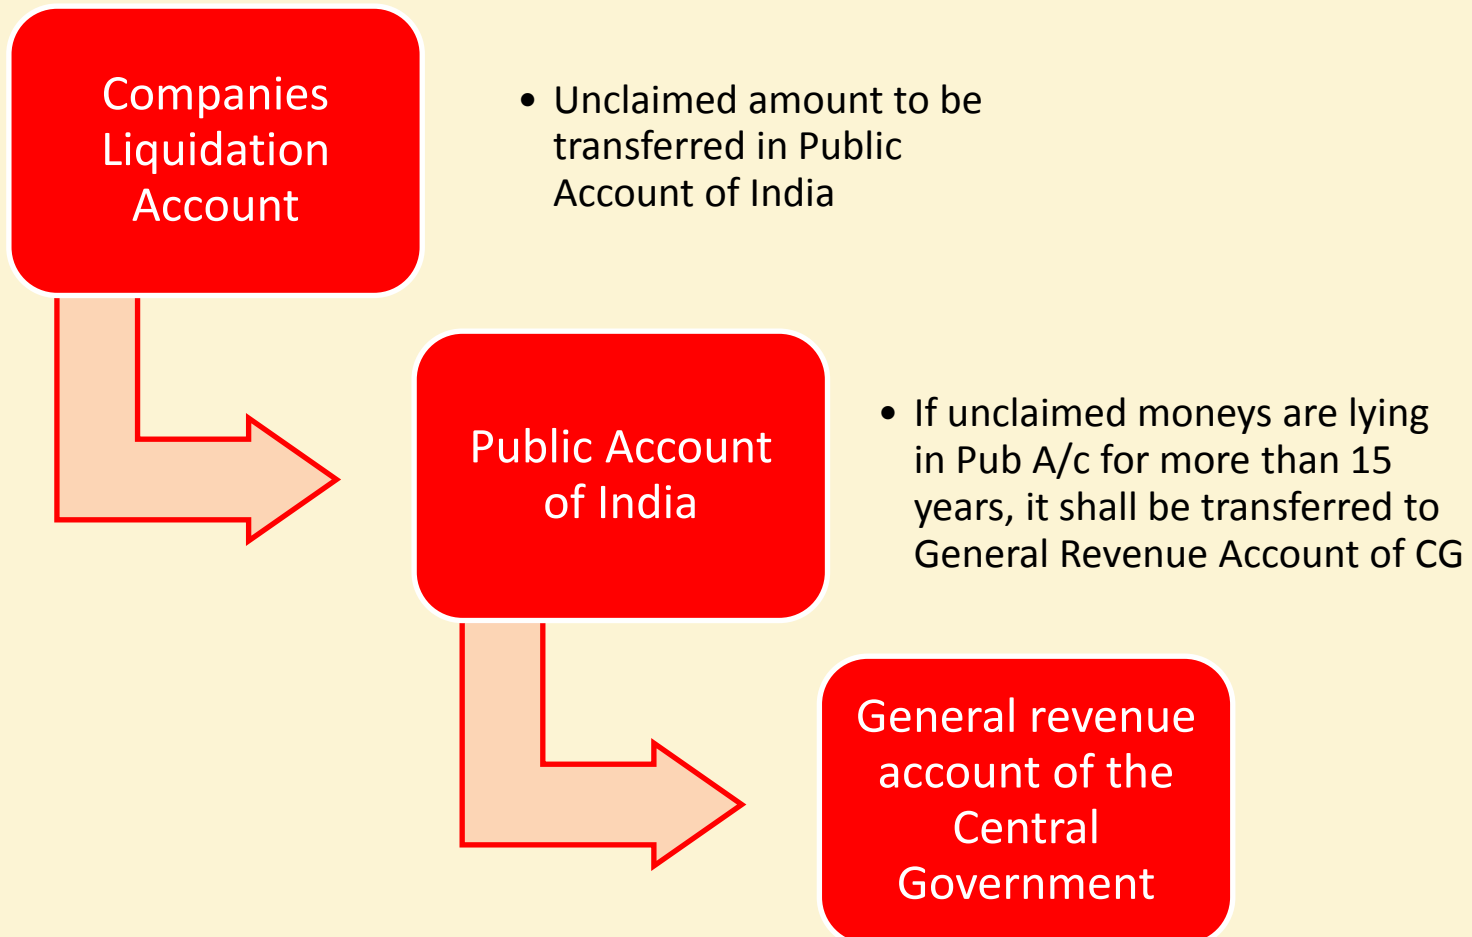 Companies
Liquidation
Account
• Unclaimed amount to be
transferred in Public
Account of India
Public Account
of India
• If unclaimed moneys are lying
in Pub A/c for more than 15
years, it shall be transferred to
General Revenue Account of CG
General revenue
account of the
Central
Government